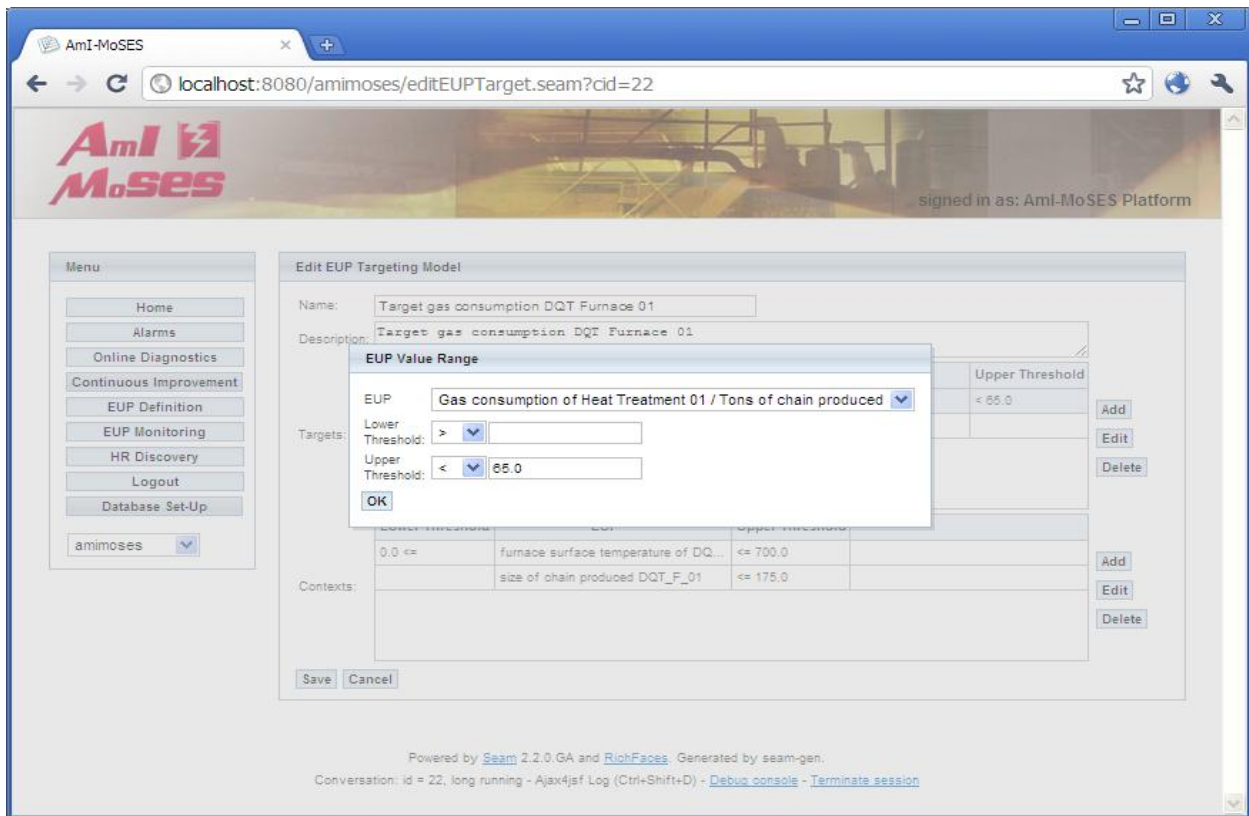 AmI-MoSES
localhost:8080/amimoses/editEUPTarget.seam?cid=22
AmI
MoSES
signed in as: AmI-MoSES Platform
Menu
Home
Alarms
Online Diagnostics
Continuous Improvement
EUP Definition
EUP Monitoring
HR Discovery
Logout
Database Set-Up
amimoses
Edit EUP Targeting Model
Name: Target gas consumption DQT Furnace 01
Description: Target gas consumption DQT Furnace 01
Upper Threshold
< 65.0
Targets:
Add
Edit
Delete
EUP Value Range
EUP Gas consumption of Heat Treatment 01 / Tons of chain produced
Lower
Threshold: >
Upper
Threshold: < 65.0
OK
Lower Threshold EUP Upper Threshold
0.0 <= furnace surface temperature of DQ... <= 700.0
size of chain produced DQT_F_01 <= 175.0
Contexts:
Add
Edit
Delete
Save Cancel
Powered by Seam 2.2.0.GA and RichFaces. Generated by seam-gen.
Conversation: id = 22, long running - Ajax4jsf Log (Ctrl+Shift+D) - Debug console - Terminate session